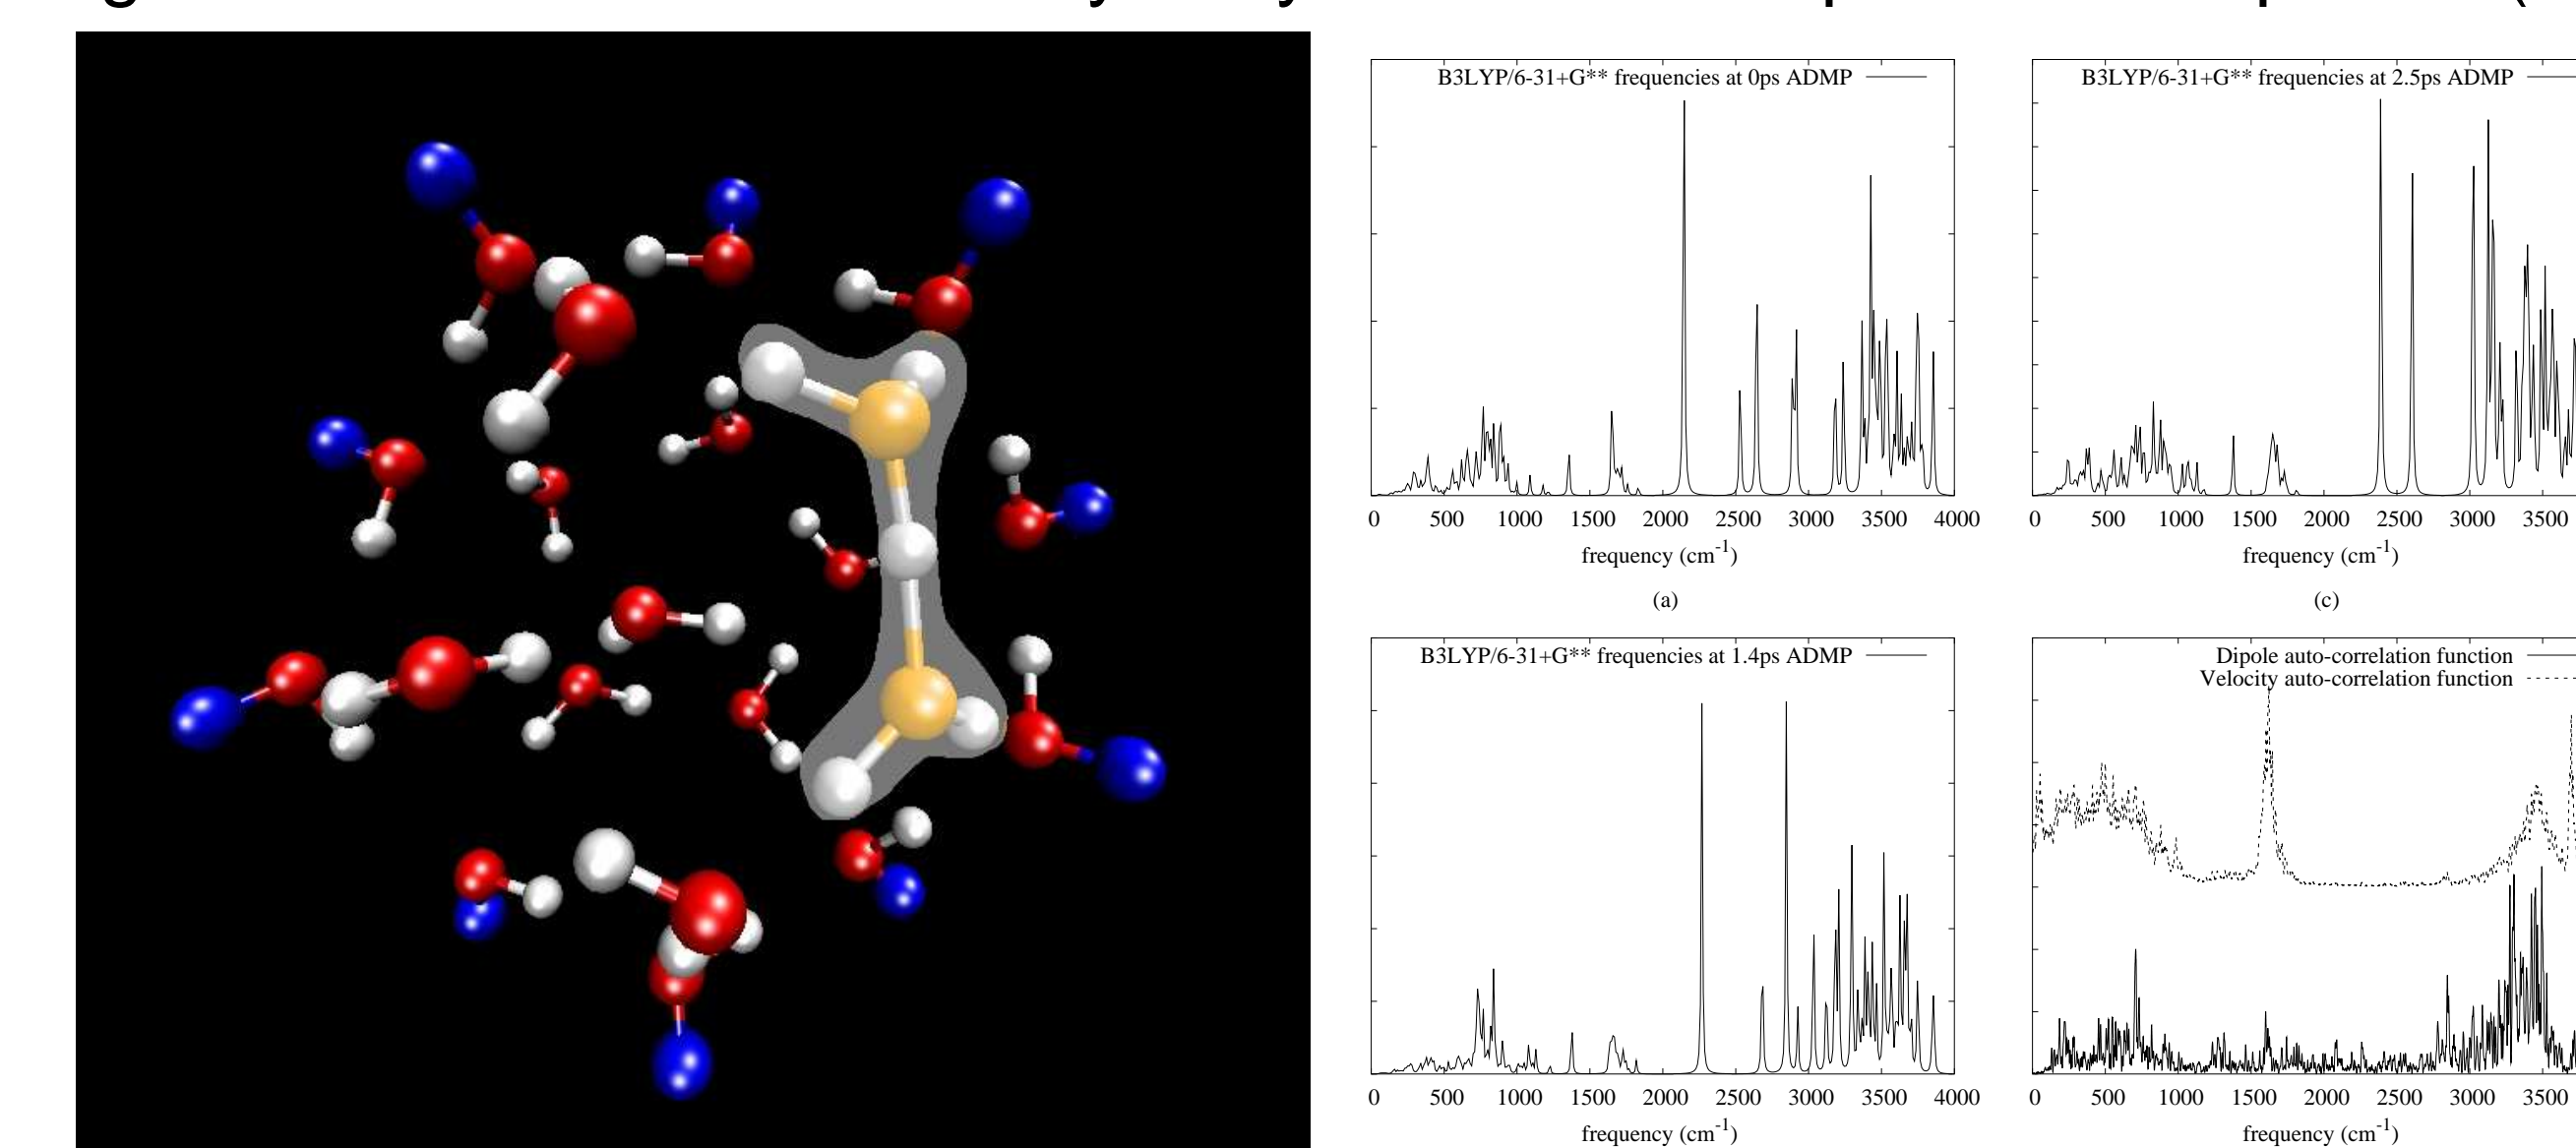 B3LYP/6-31+G** frequencies at 0ps ADMP
0 500 1000 1500 2000 2500 3000 3500 4000
frequency (cm-1)
(a)
B3LYP/6-31+G** frequencies at 2.5ps ADMP
0 500 1000 1500 2000 2500 3000 3500
frequency (cm-1)
(c)
B3LYP/6-31+G** frequencies at 1.4ps ADMP
0 500 1000 1500 2000 2500 3000 3500 4000
frequency (cm-1)
Dipole auto-correlation function
Velocity auto-correlation function
0 500 1000 1500 2000 2500 3000 3500
frequency (cm-1)